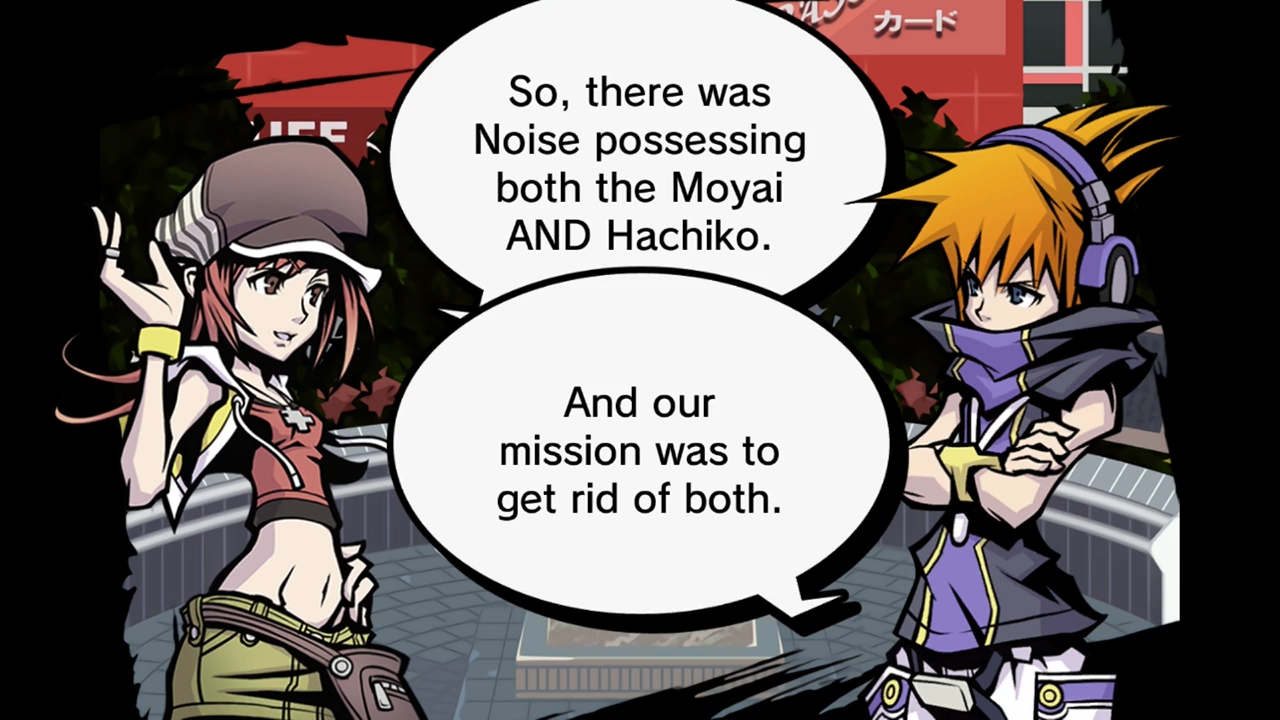 カード
So, there was
Noise possessing
both the Moyai
AND Hachiko.
And our
mission was to
get rid of both.